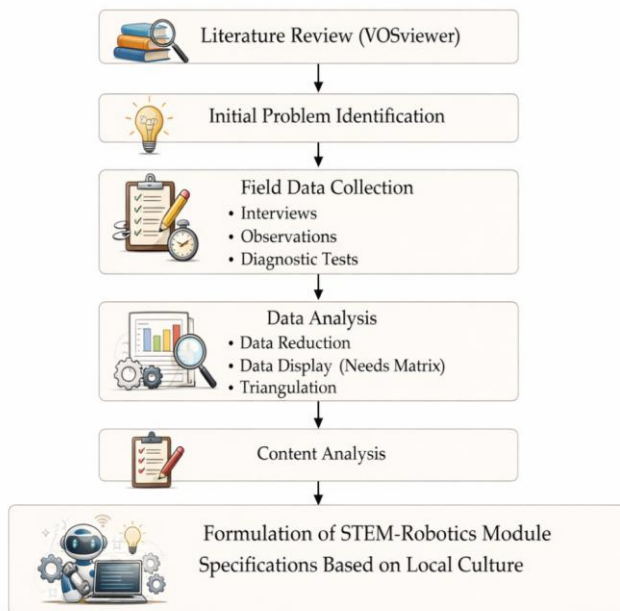 Literature Review (VOSviewer)
Initial Problem Identification
Field Data Collection
• Interviews
• Observations
• Diagnostic Tests
Data Analysis
• Data Reduction
• Data Display (Needs Matrix)
• Triangulation
Content Analysis
Formulation of STEM-Robotics Module
Specifications Based on Local Culture